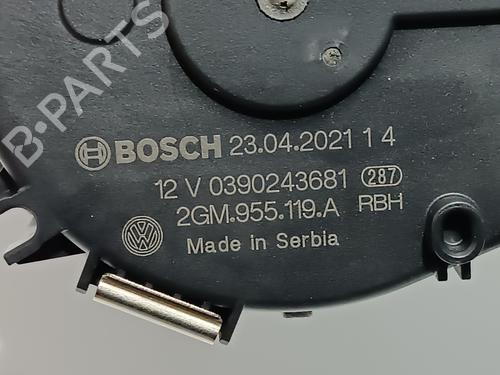 B-PARTS
BOSCH 23.04.2021 1 4
12 V 0390243681 287
2GM.955.119.A RBH
Made in Serbia